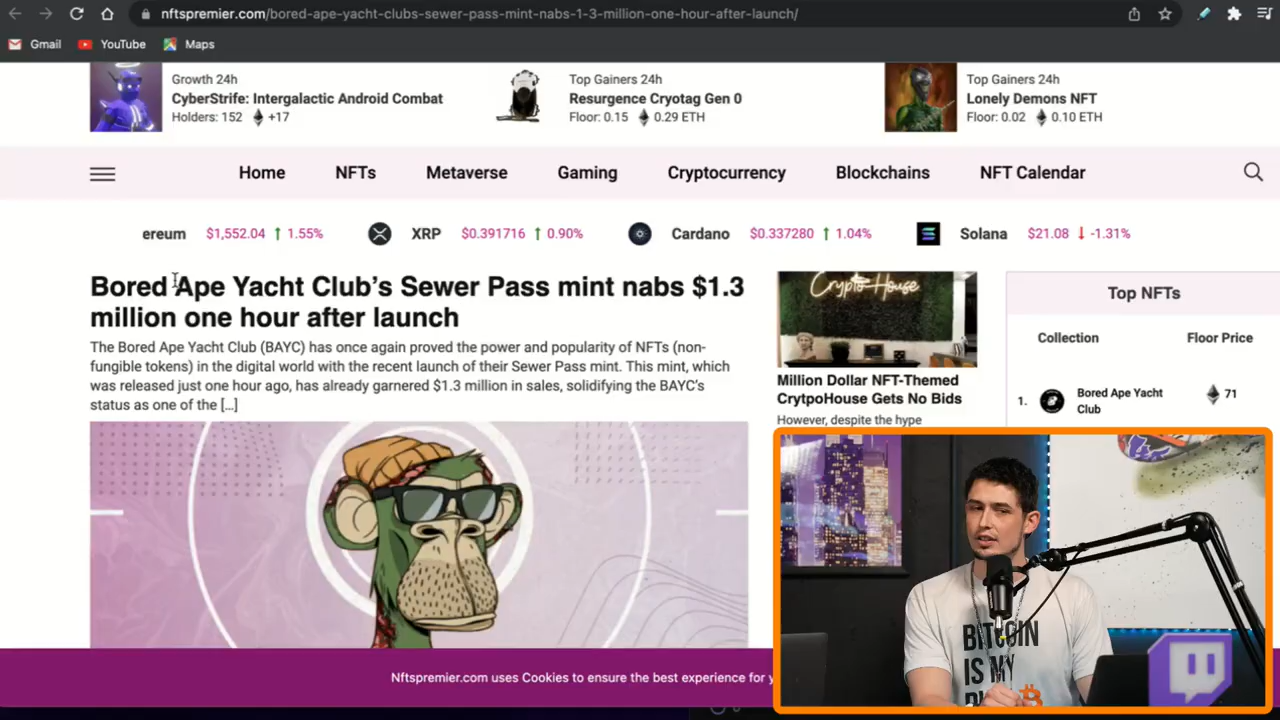 nftspremier.com/bored-ape-yacht-clubs-sewer-pass-mint-nabs-1-3-million-one-hour-after-launch/
Gmail
YouTube
Maps
Growth 24h
CyberStrife: Intergalactic Android Combat
Holders: 152 +17
Top Gainers 24h
Resurgence Cryotag Gen 0
Floor: 0.15 0.29 ETH
Top Gainers 24h
Lonely Demons NFT
Floor: 0.02 0.10 ETH
Home
NFTs
Metaverse
Gaming
Cryptocurrency
Blockchains
NFT Calendar
ereum $1,552.04 ↑ 1.55%
XRP $0.391716 ↑ 0.90%
Cardano $0.337280 ↑ 1.04%
Solana $21.08 ↓ -1.31%
Bored Ape Yacht Club’s Sewer Pass mint nabs $1.3
million one hour after launch
The Bored Ape Yacht Club (BAYC) has once again proved the power and popularity of NFTs (non-
fungible tokens) in the digital world with the recent launch of their Sewer Pass mint. This mint, which
was released just one hour ago, has already garnered $1.3 million in sales, solidifying the BAYC’s
status as one of the [...]
Crypto House
Million Dollar NFT-Themed
CrytpoHouse Gets No Bids
However, despite the hype
Top NFTs
Collection
Floor Price
1.
Bored Ape Yacht
Club
71
BITCOIN
IS MY
Nftspremier.com uses Cookies to ensure the best experience for